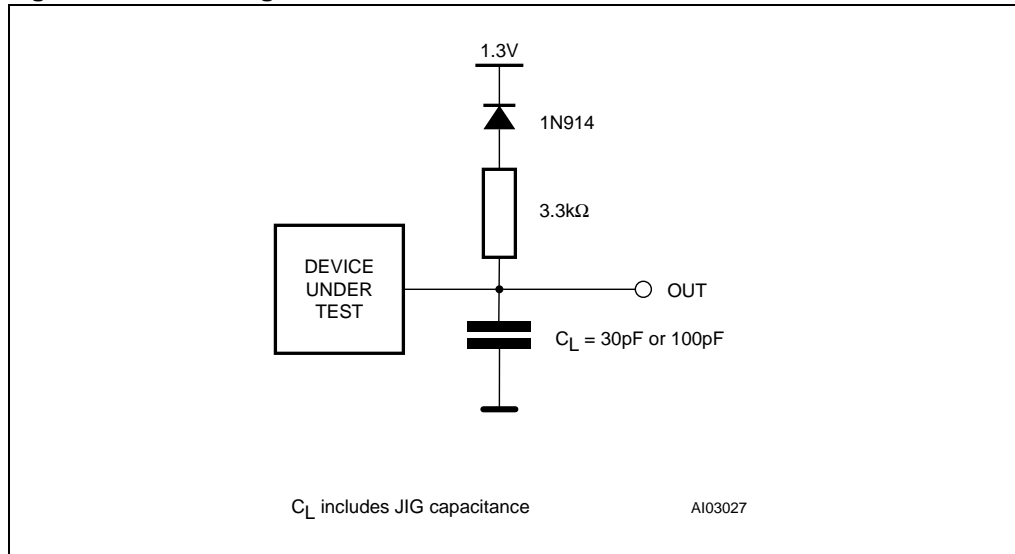 1.3V
1N914
3.3kΩ
DEVICE
UNDER
TEST
OUT
CL = 30pF or 100pF
CL includes JIG capacitance
AI03027